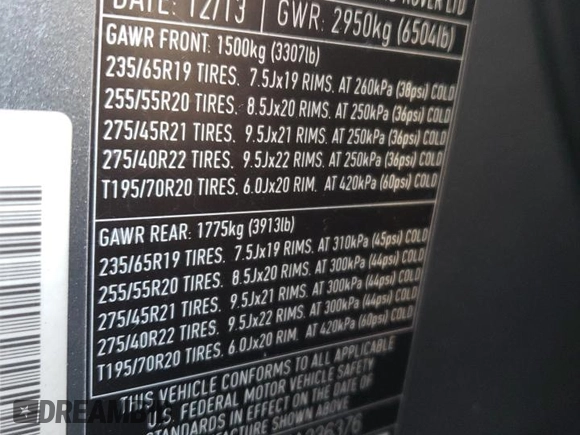 ROVER LTD
DATE: 12/13 GWR: 2950kg (6504lb)
GAWR FRONT: 1500kg (3307lb)
235/65R19 TIRES. 7.5Jx19 RIMS. AT 260kPa (38psi) COLD
255/55R20 TIRES. 8.5Jx20 RIMS. AT 250kPa (36psi) COLD
275/45R21 TIRES. 9.5Jx21 RIMS. AT 250kPa (36psi) COLD
275/40R22 TIRES. 9.5Jx22 RIMS. AT 250kPa (36psi) COLD
T195/70R20 TIRES. 6.0Jx20 RIM. AT 420kPa (60psi) COLD
GAWR REAR: 1775kg (3913lb)
235/65R19 TIRES. 7.5Jx19 RIMS. AT 310kPa (45psi) COLD
255/55R20 TIRES. 8.5Jx20 RIMS. AT 300kPa (44psi) COLD
275/45R21 TIRES. 9.5Jx21 RIMS. AT 300kPa (44psi) COLD
275/40R22 TIRES. 9.5Jx22 RIMS. AT 300kPa (44psi) COLD
T195/70R20 TIRES. 6.0Jx20 RIM. AT 420kPa (60psi) COLD
THIS VEHICLE CONFORMS TO ALL APPLICABLE
FEDERAL MOTOR VEHICLE SAFETY
STANDARDS IN EFFECT ON THE DATE OF
MANUFACTURE SHOWN ABOVE